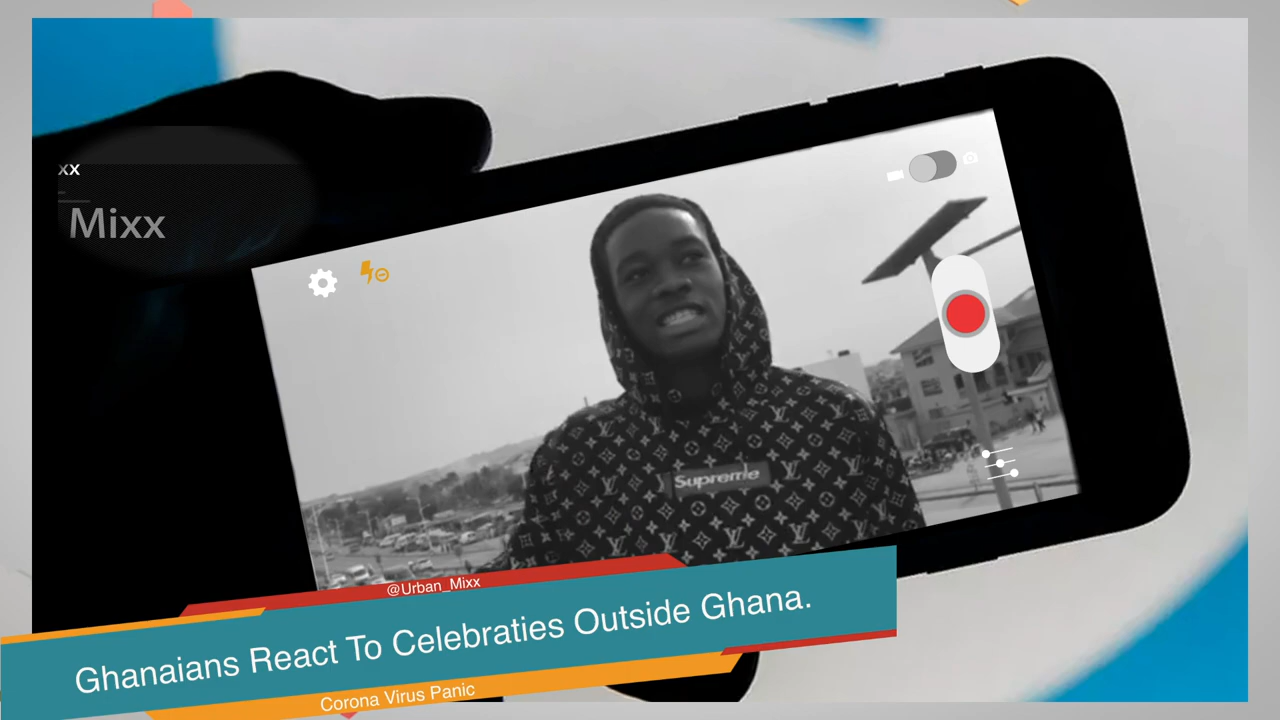 xx
Mixx
Supreme
@Urban_Mixx
Ghanaians React To Celebraties Outside Ghana.
Corona Virus Panic